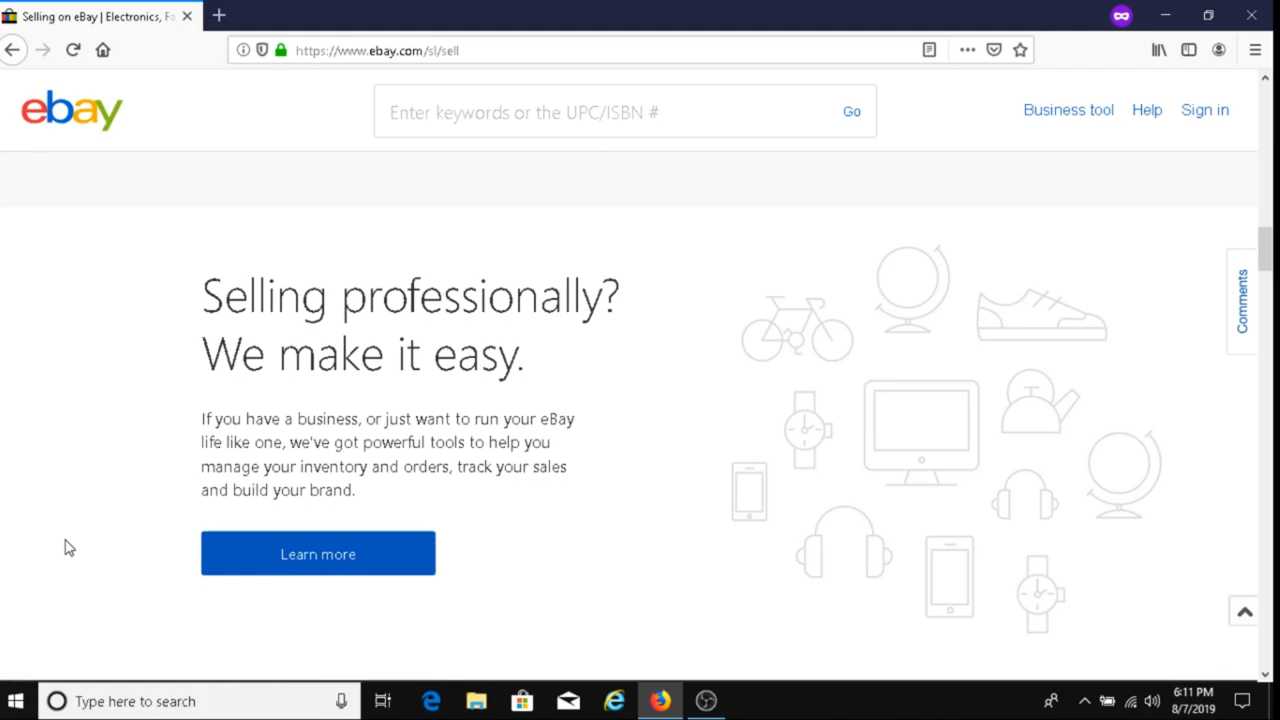 Selling on eBay | Electronics, Fa
https://www.ebay.com/sl/sell
ebay
Enter keywords or the UPC/ISBN #
Go
Business tool
Help
Sign in
Selling professionally?
We make it easy.
If you have a business, or just want to run your eBay
life like one, we've got powerful tools to help you
manage your inventory and orders, track your sales
and build your brand.
Learn more
Comments
Type here to search
6:11 PM
8/7/2019